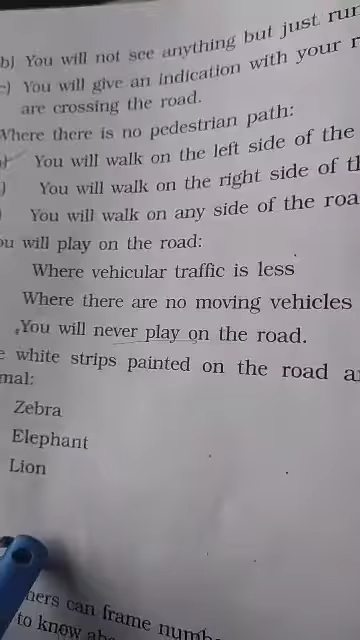 b) You will not see anything but just run
c) You will give an indication with your
are crossing the road.
Where there is no pedestrian path:
You will walk on the left side of the
) You will walk on the right side of
) You will walk on any side of the
You will play on the road:
Where vehicular traffic is less
Where there are no moving vehicles
You will never play on the road.
white strips painted on the road
Zebra
Elephant
Lion
can frame
to know